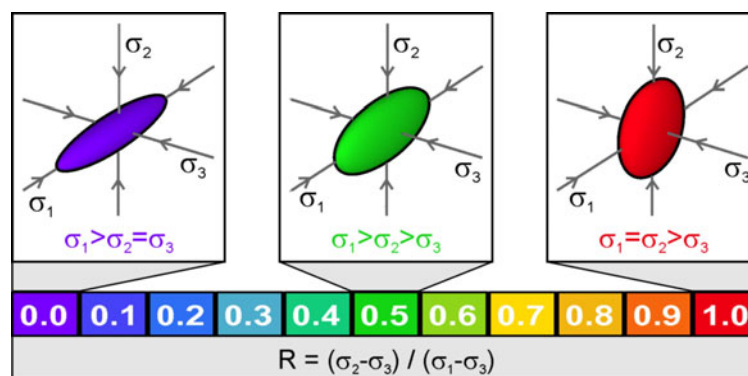 σ₂
σ₃
σ₁
σ₁>σ₂=σ₃
σ₂
σ₃
σ₁
σ₁>σ₂>σ₃
σ₂
σ₃
σ₁
σ₁=σ₂>σ₃
0.0 0.1 0.2 0.3 0.4 0.5 0.6 0.7 0.8 0.9 1.0
R = (σ₂-σ₃) / (σ₁-σ₃)